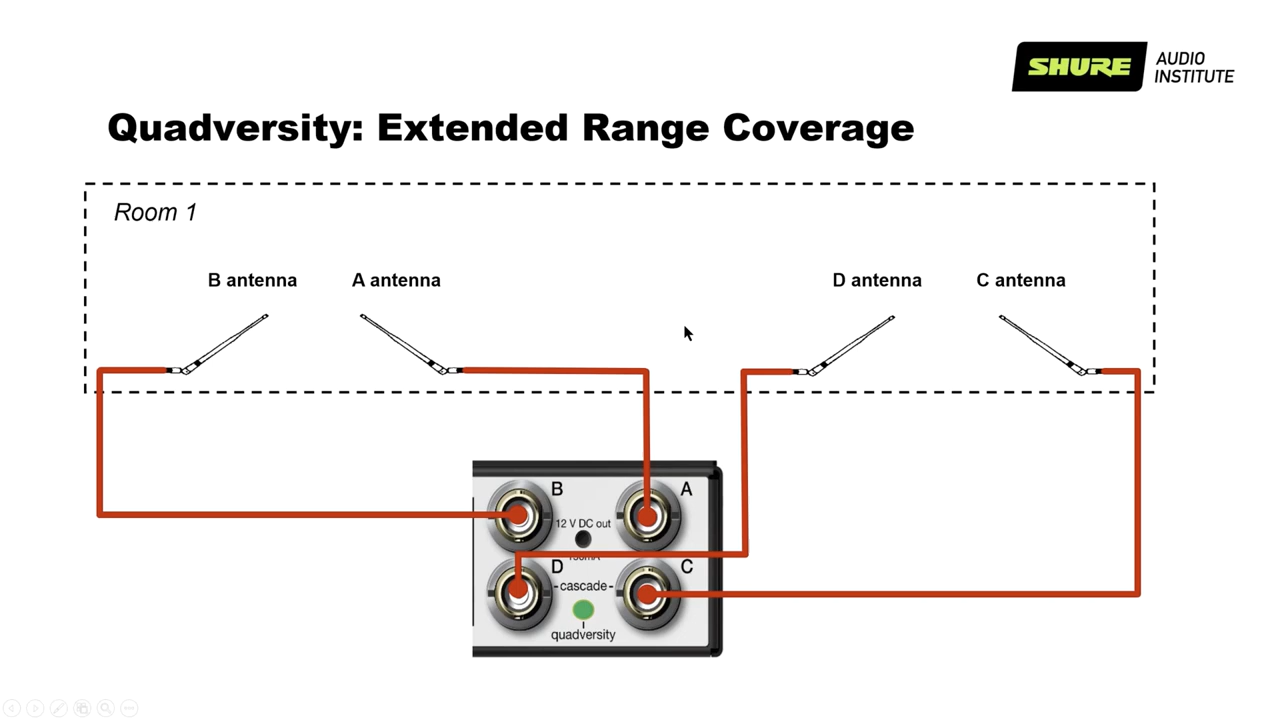 SHURE AUDIO
INSTITUTE
Quadversity: Extended Range Coverage
Room 1
B antenna
A antenna
D antenna
C antenna
B
A
12 V DC out
D
C
-cascade-
quadversity